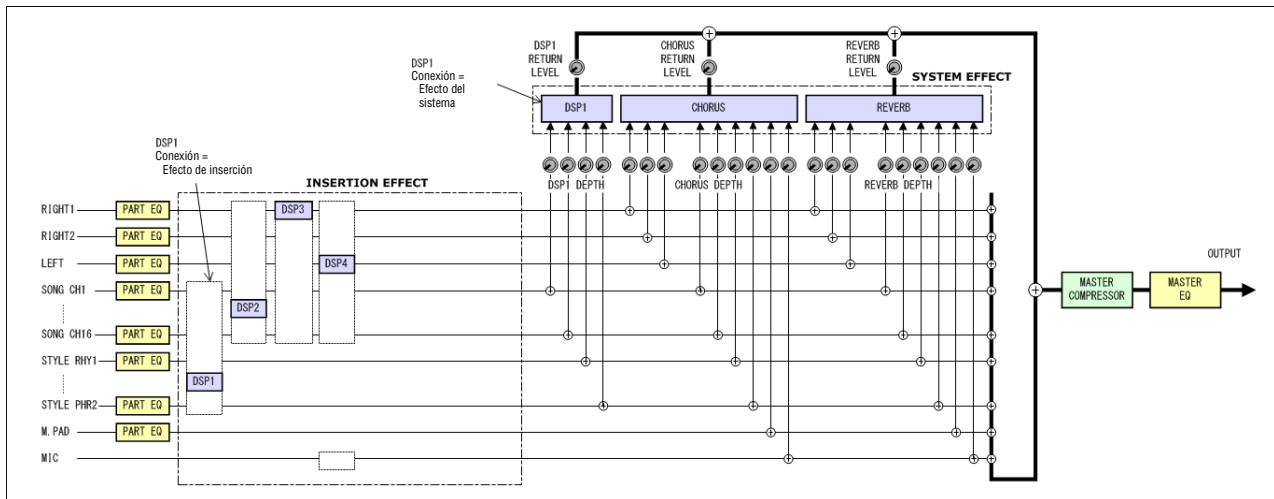 DSP1
RETURN
LEVEL
CHORUS
RETURN
LEVEL
REVERB
RETURN
LEVEL
SYSTEM EFFECT
DSP1
Conexión =
Efecto del
sistema
DSP1
CHORUS
REVERB
DSP1
Conexión =
Efecto de inserción
DSP1 DEPTH
CHORUS DEPTH
REVERB DEPTH
INSERTION EFFECT
RIGHT1
PART EQ
DSP3
RIGHT2
PART EQ
LEFT
PART EQ
DSP4
OUTPUT
SONG CH1
PART EQ
DSP2
MASTER
COMPRESSOR
MASTER
EQ
SONG CH16
PART EQ
STYLE RHY1
PART EQ
DSP1
STYLE PHR2
PART EQ
M.PAD
PART EQ
MIC